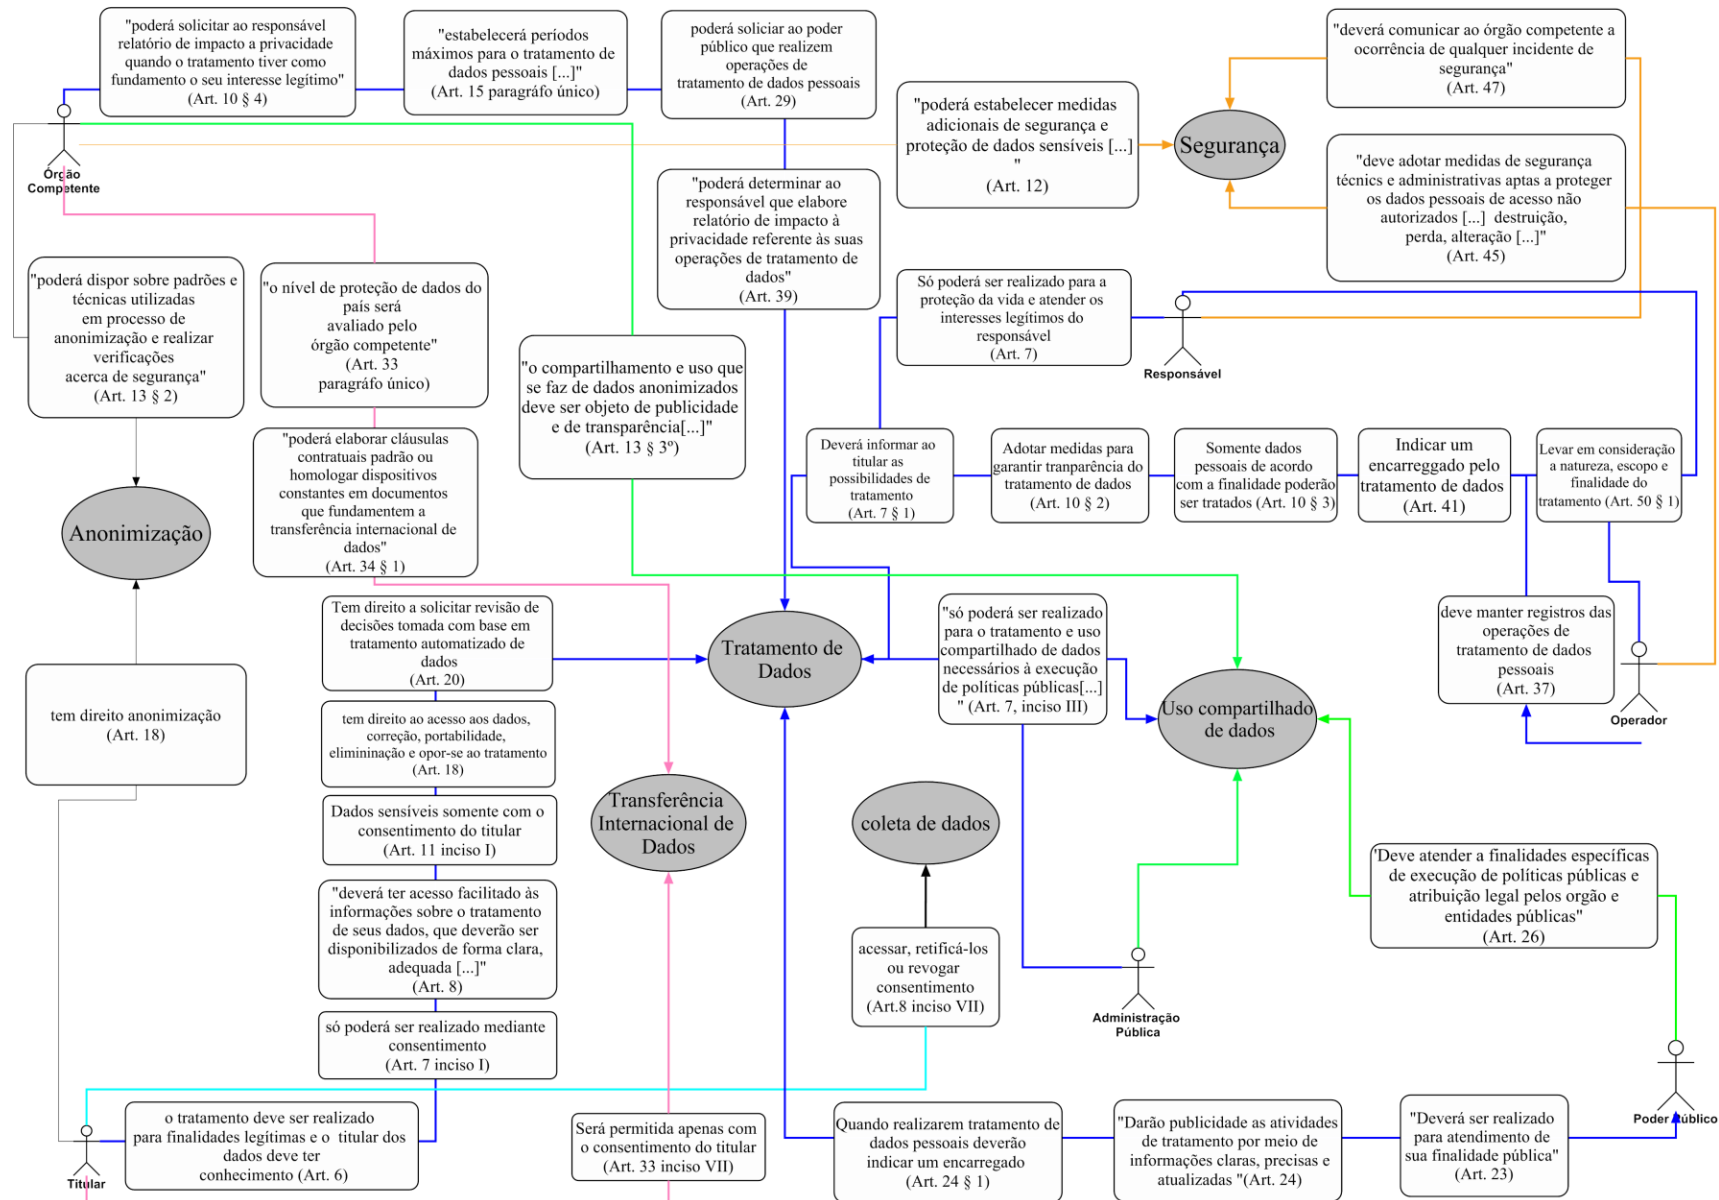 "poderá solicitar ao responsável
relatório de impacto a privacidade
quando o tratamento tiver como
fundamento o seu interesse legítimo"
(Art. 10 § 4)
"estabelecerá períodos
máximos para o tratamento de
dados pessoais [...]"
(Art. 15 paragráfo único)
poderá soliciar ao poder
público que realizem
operações de
tratamento de dados pessoais
(Art. 29)
"deverá comunicar ao órgão competente a
ocorrência de qualquer incidente de
segurança"
(Art. 47)
"poderá estabelecer medidas
adicionais de segurança e
proteção de dados sensíveis [...]
"
(Art. 12)
Segurança
"deve adotar medidas de segurança
técnics e administrativas aptas a proteger
os dados pessoais de acesso não
autorizados [...] destruição,
perda, alteração [...]"
(Art. 45)
Órgão
Competente
"poderá determinar ao
responsável que elabore
relatório de impacto à
privacidade referente às suas
operações de tratamento de
dados"
(Art. 39)
"poderá dispor sobre padrões e
técnicas utilizadas
em processo de
anonimização e realizar
verificações
acerca de segurança"
(Art. 13 § 2)
"o nível de proteção de dados do
país será
avaliado pelo
órgão competente"
(Art. 33
paragráfo único)
Só poderá ser realizado para a
proteção da vida e atender os
interesses legítimos do
responsável
(Art. 7)
Responsável
"o compartilhamento e uso que
se faz de dados anonimizados
deve ser objeto de publicidade
e de transparência[...]"
(Art. 13 § 3º)
"poderá elaborar cláusulas
contratuais padrão ou
homologar dispositivos
constantes em documentos
que fundamentem a
transferência internacional de
dados"
(Art. 34 § 1)
Deverá informar ao
titular as
possibilidades de
tratamento
(Art. 7 § 1)
Adotar medidas para
garantir tranparência do
tratamento de dados
(Art. 10 § 2)
Somente dados
pessoais de acordo
com a finalidade poderão
ser tratados (Art. 10 § 3)
Indicar um
encarreggado pelo
tratamento de dados
(Art. 41)
Levar em consideração
a natureza, escopo e
finalidade do
tratamento (Art. 50 § 1)
Anonimização
Tem direito a solicitar revisão de
decisões tomada com base em
tratamento automatizado de
dados
(Art. 20)
Tratamento de
Dados
"só poderá ser realizado
para o tratamento e uso
compartilhado de dados
necessários à execução
de políticas públicas[...]
" (Art. 7, inciso III)
deve manter registros das
operações de
tratamento de dados
pessoais
(Art. 37)
Operador
tem direito anonimização
(Art. 18)
tem direito ao acesso aos dados,
correção, portabilidade,
elimininação e opor-se ao tratamento
(Art. 18)
Uso compartilhado
de dados
Dados sensíveis somente com o
consentimento do titular
(Art. 11 inciso I)
Transferência
Internacional de
Dados
coleta de dados
'Deve atender a finalidades específicas
de execução de políticas públicas e
atribuição legal pelos orgão e
entidades públicas"
(Art. 26)
"deverá ter acesso facilitado às
informações sobre o tratamento
de seus dados, que deverão ser
disponibilizados de forma clara,
adequada [...]"
(Art. 8)
acessar, retificá-los
ou revogar
consentimento
(Art.8 inciso VII)
Administração
Pública
só poderá ser realizado mediante
consentimento
(Art. 7 inciso I)
Poder Público
o tratamento deve ser realizado
para finalidades legítimas e o titular dos
dados deve ter
conhecimento (Art. 6)
Titular
Será permitida apenas com
o consentimento do titular
(Art. 33 inciso VII)
Quando realizarem tratamento de
dados pessoais deverão
indicar um encarregado
(Art. 24 § 1)
"Darão publicidade as atividades
de tratamento por meio de
informações claras, precisas e
atualizadas "(Art. 24)
"Deverá ser realizado
para atendimento de
sua finalidade pública"
(Art. 23)